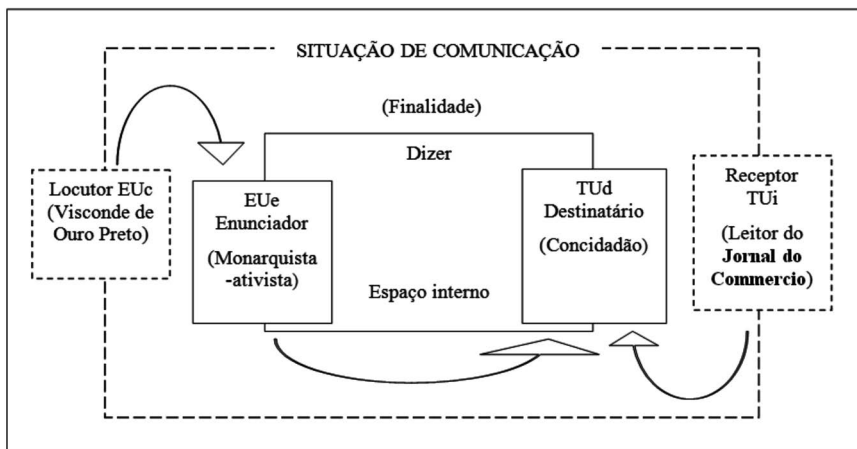 SITUAÇÃO DE COMUNICAÇÃO
(Finalidade)
Dizer
Locutor EUc
(Visconde de
Ouro Preto)
EUe
Enunciador
(Monarquista
-ativista)
Espaço interno
TUd
Destinatário
(Concidadão)
Receptor
TUi
(Leitor do
Jornal do
Commercio)